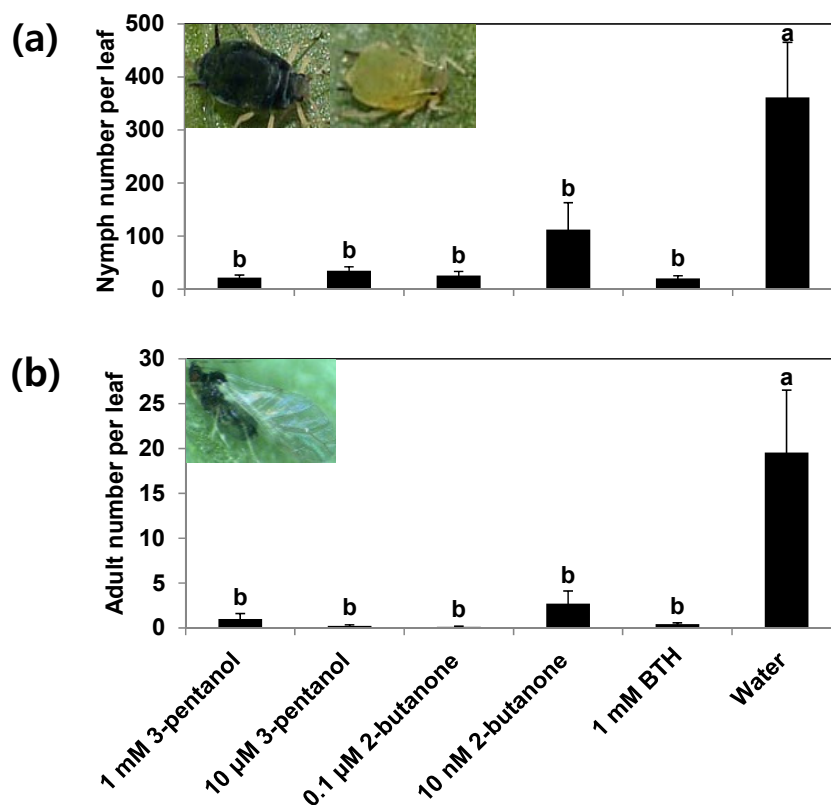 (a)
Nymph number per leaf
500
400
300
200
100
0
b
b
b
b
b
a
(b)
Adult number per leaf
30
25
20
15
10
5
0
b
b
b
b
b
a
1 mM 3-pentanol
10 µM 3-pentanol
0.1 µM 2-butanone
10 nM 2-butanone
1 mM BTH
Water